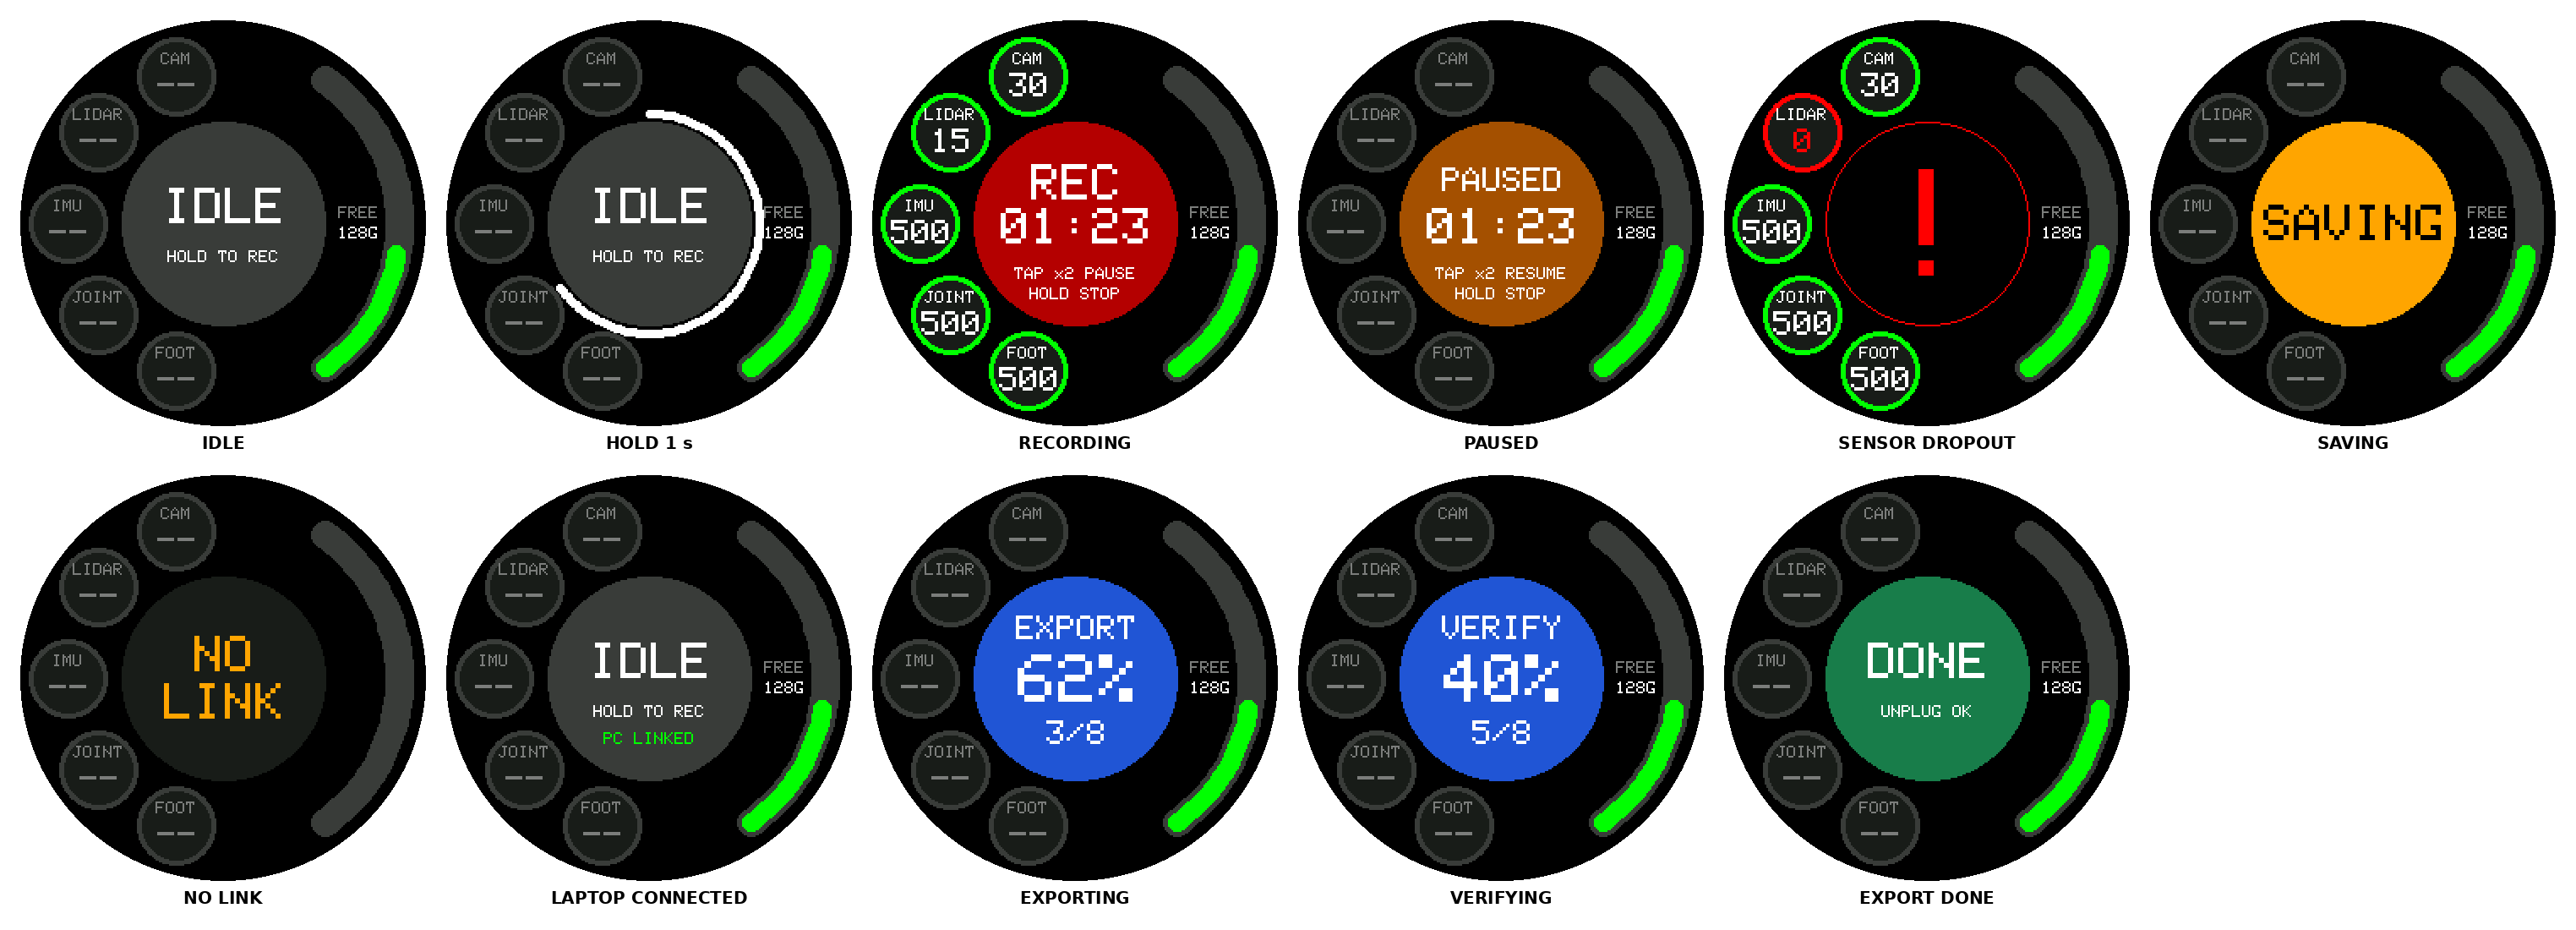 CAM
--
LIDAR
--
IMU
--
JOINT
--
FOOT
--
IDLE
HOLD TO REC
FREE
128G
IDLE
CAM
--
LIDAR
--
IMU
--
JOINT
--
FOOT
--
IDLE
HOLD TO REC
FREE
128G
HOLD 1 s
CAM
30
LIDAR
15
IMU
500
JOINT
500
FOOT
500
REC
01:23
TAP x2 PAUSE
HOLD STOP
FREE
128G
RECORDING
CAM
--
LIDAR
--
IMU
--
JOINT
--
FOOT
--
PAUSED
01:23
TAP x2 RESUME
HOLD STOP
FREE
128G
PAUSED
CAM
30
LIDAR
0
IMU
500
JOINT
500
FOOT
500
!
SENSOR DROPOUT
CAM
--
LIDAR
--
IMU
--
JOINT
--
FOOT
--
SAVING
FREE
128G
SAVING
CAM
--
LIDAR
--
IMU
--
JOINT
--
FOOT
--
NO
LINK
NO LINK
CAM
--
LIDAR
--
IMU
--
JOINT
--
FOOT
--
IDLE
HOLD TO REC
PC LINKED
FREE
128G
LAPTOP CONNECTED
CAM
--
LIDAR
--
IMU
--
JOINT
--
FOOT
--
EXPORT
62%
3/8
FREE
128G
EXPORTING
CAM
--
LIDAR
--
IMU
--
JOINT
--
FOOT
--
VERIFY
40%
5/8
FREE
128G
VERIFYING
CAM
--
LIDAR
--
IMU
--
JOINT
--
FOOT
--
DONE
UNPLUG OK
FREE
128G
EXPORT DONE